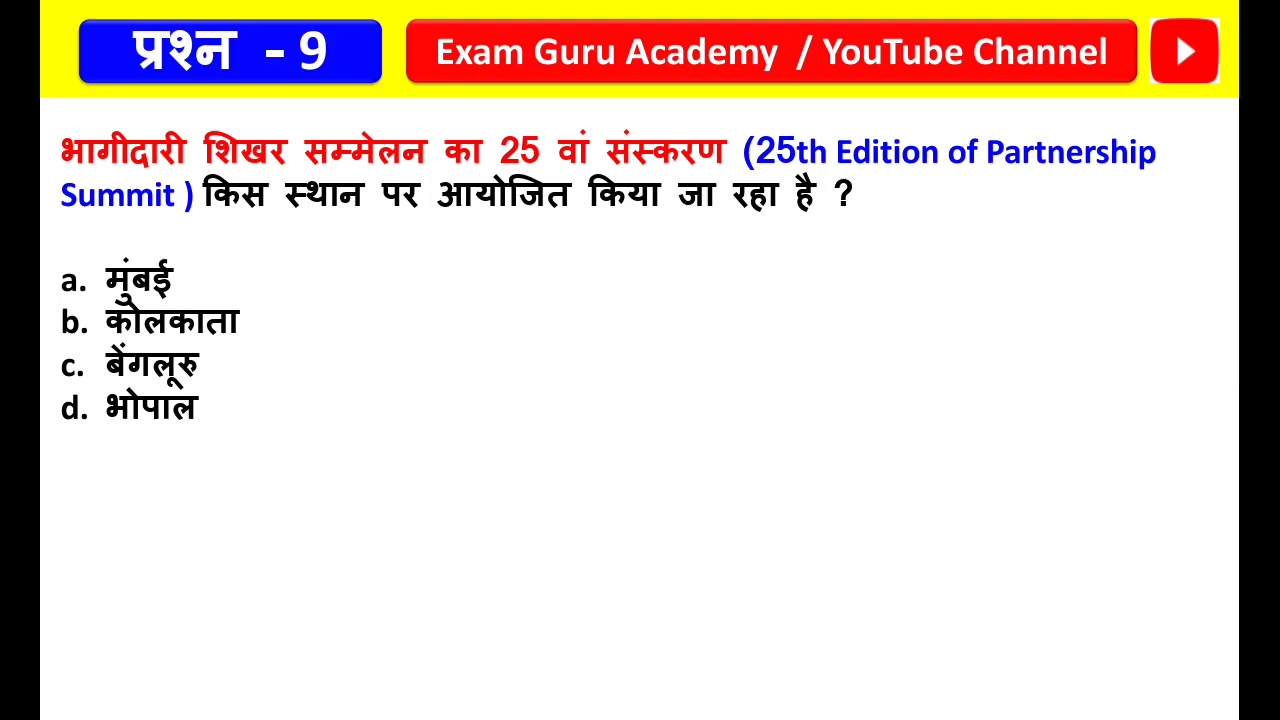 प्रश्न - 9
Exam Guru Academy / YouTube Channel
भागीदारी शिखर सम्मेलन का 25 वां संस्करण (25th Edition of Partnership
Summit ) किस स्थान पर आयोजित किया जा रहा है ?
a. मुंबई
b. कोलकाता
c. बेंगलूरु
d. भोपाल